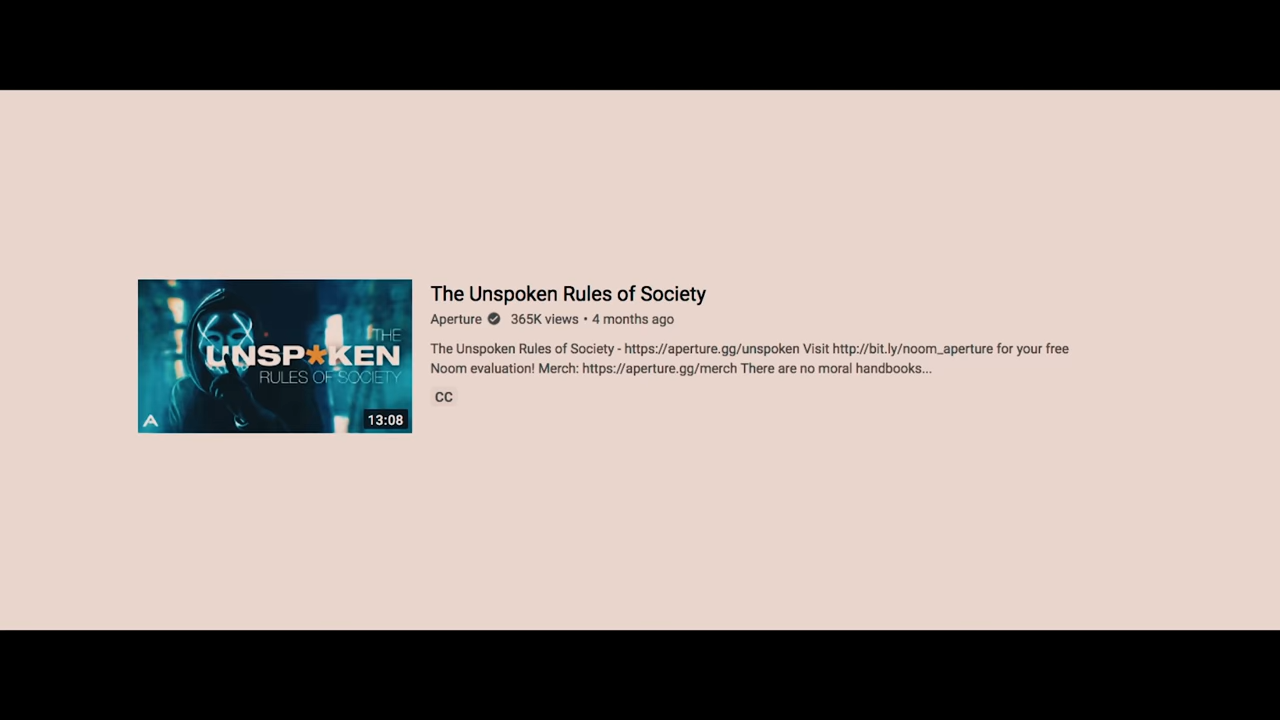 THE
UNSP*KEN
RULES OF SOCIETY
13:08
The Unspoken Rules of Society
Aperture 365K views • 4 months ago
The Unspoken Rules of Society - https://aperture.gg/unspoken Visit http://bit.ly/noom_aperture for your free
Noom evaluation! Merch: https://aperture.gg/merch There are no moral handbooks...
CC